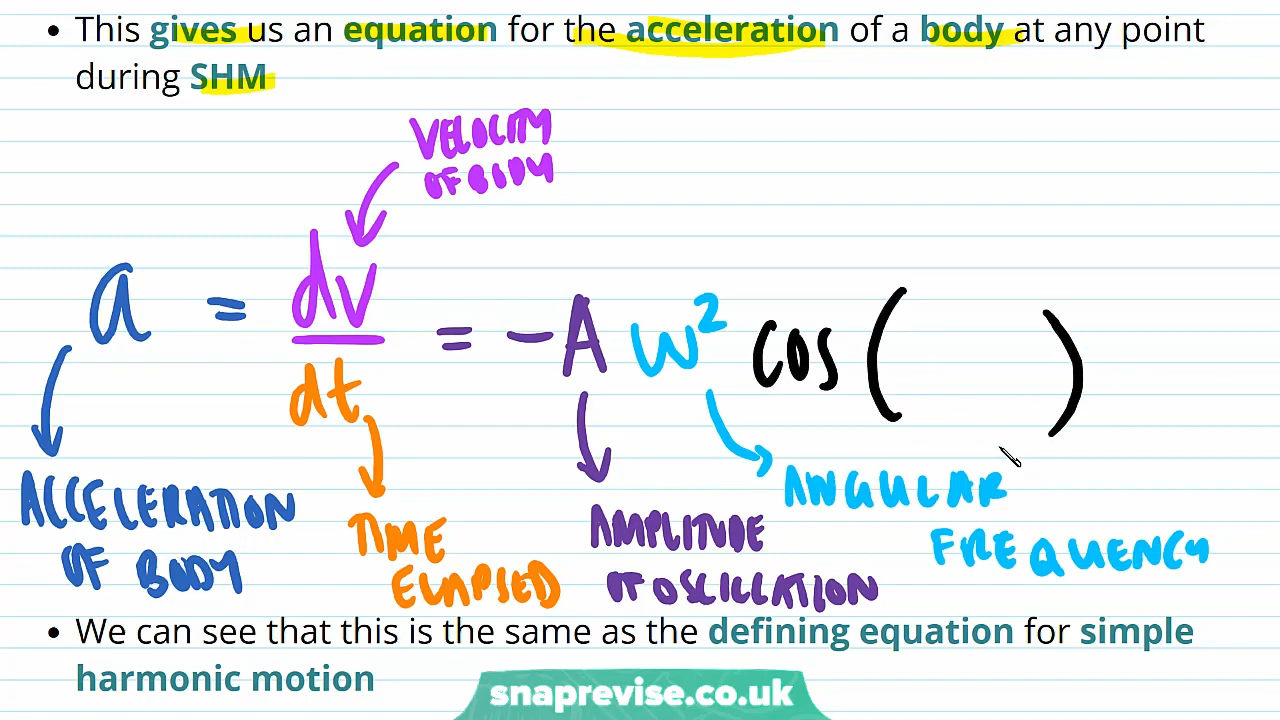 • This gives us an equation for the acceleration of a body at any point
during SHM
VELOCITY
OF BODY
a = dv/dt = -A ω² cos( )
ACCELERATION
OF BODY
TIME
ELAPSED
AMPLITUDE
OF OSCILLATION
ANGULAR
FREQUENCY
• We can see that this is the same as the defining equation for simple
harmonic motion
snaprevise.co.uk